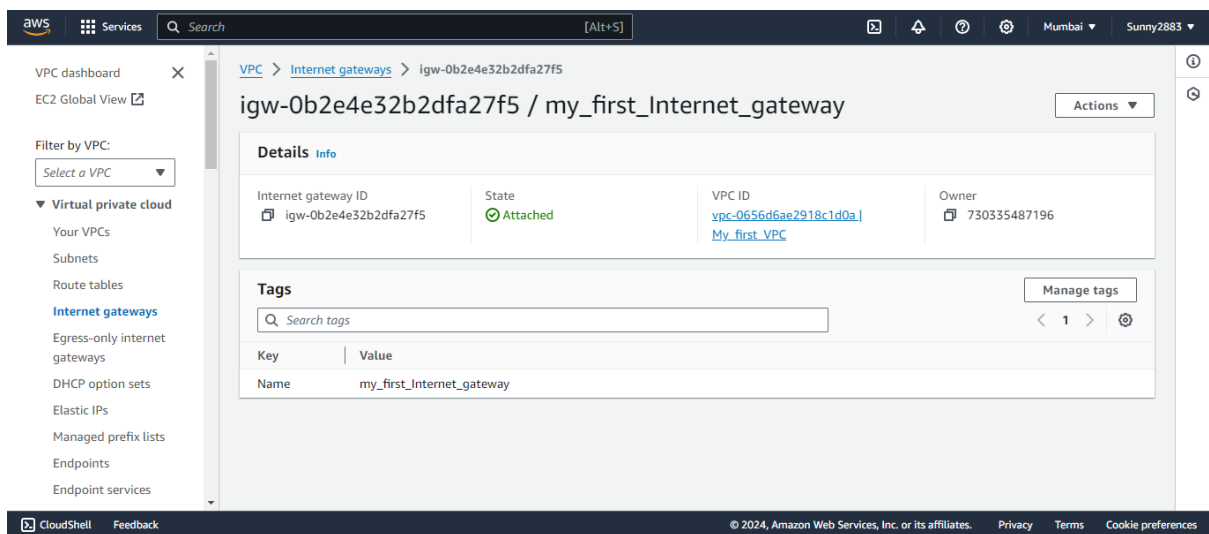 aws
Services
Search
[Alt+S]
Mumbai
Sunny2883
VPC dashboard
EC2 Global View
Filter by VPC:
Select a VPC
Virtual private cloud
Your VPCs
Subnets
Route tables
Internet gateways
Egress-only internet
gateways
DHCP option sets
Elastic IPs
Managed prefix lists
Endpoints
Endpoint services
VPC > Internet gateways > igw-0b2e4e32b2dfa27f5
igw-0b2e4e32b2dfa27f5 / my_first_Internet_gateway
Actions
Details Info
Internet gateway ID
igw-0b2e4e32b2dfa27f5
State
Attached
VPC ID
vpc-0656d6ae2918c1d0a |
My_first_VPC
Owner
730335487196
Tags
Manage tags
Search tags
1
Key Value
Name my_first_Internet_gateway
CloudShell Feedback © 2024, Amazon Web Services, Inc. or its affiliates. Privacy Terms Cookie preferences